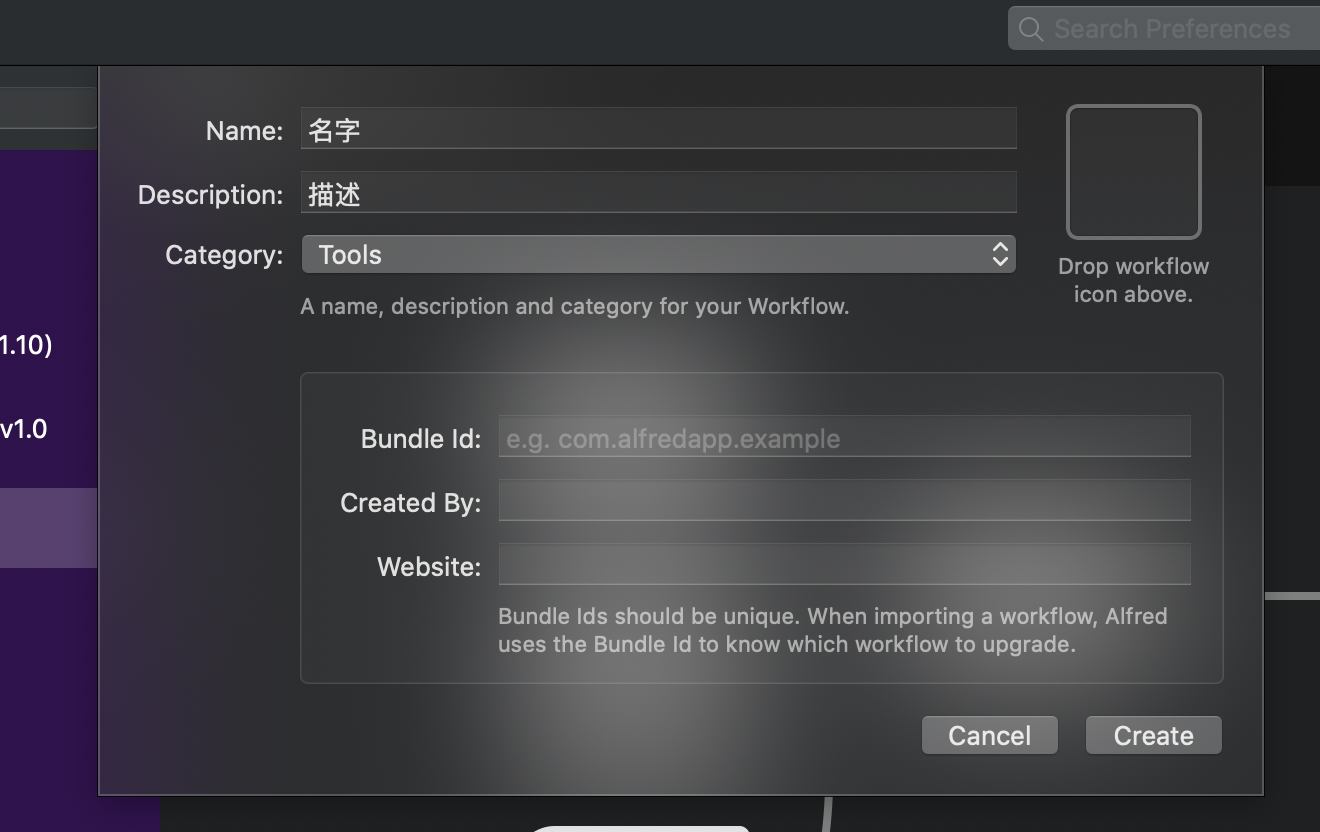 Search Preferences
Name: 名字
Description: 描述
Category: Tools
Drop workflow
icon above.
A name, description and category for your Workflow.
1.10)
v1.0
Bundle Id: e.g. com.alfredapp.example
Created By:
Website:
Bundle Ids should be unique. When importing a workflow, Alfred
uses the Bundle Id to know which workflow to upgrade.
Cancel Create